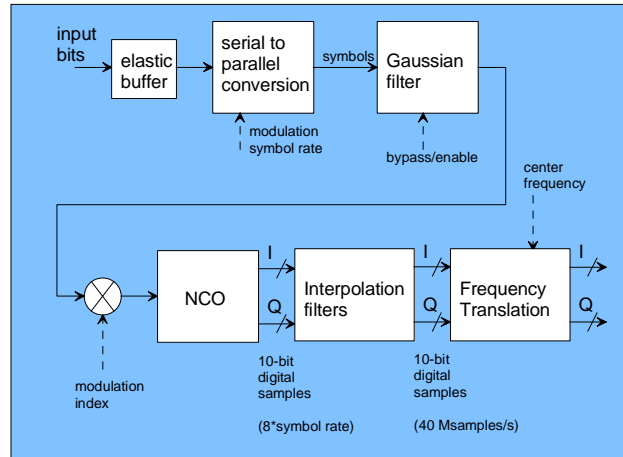 input
bits
elastic
buffer
serial to
parallel
conversion
symbols
Gaussian
filter
modulation
symbol rate
bypass/enable
center
frequency
NCO
I
Q
Interpolation
filters
I
Q
Frequency
Translation
I
Q
modulation
index
10-bit
digital
samples
(8*symbol rate)
10-bit
digital
samples
(40 Msamples/s)